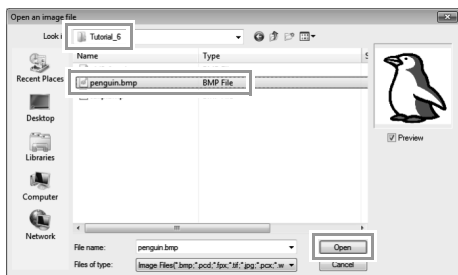 Open an image file
Look i
Tutorial_6
Name
Type
Recent Places
penguin.bmp
BMP File
Desktop
Preview
Libraries
Computer
Network
File name:
penguin.bmp
Open
Files of type:
Image Files(*.bmp;*.pcd;*.fpx;*.tif;*.jpg;*.pcx;*.w
Cancel